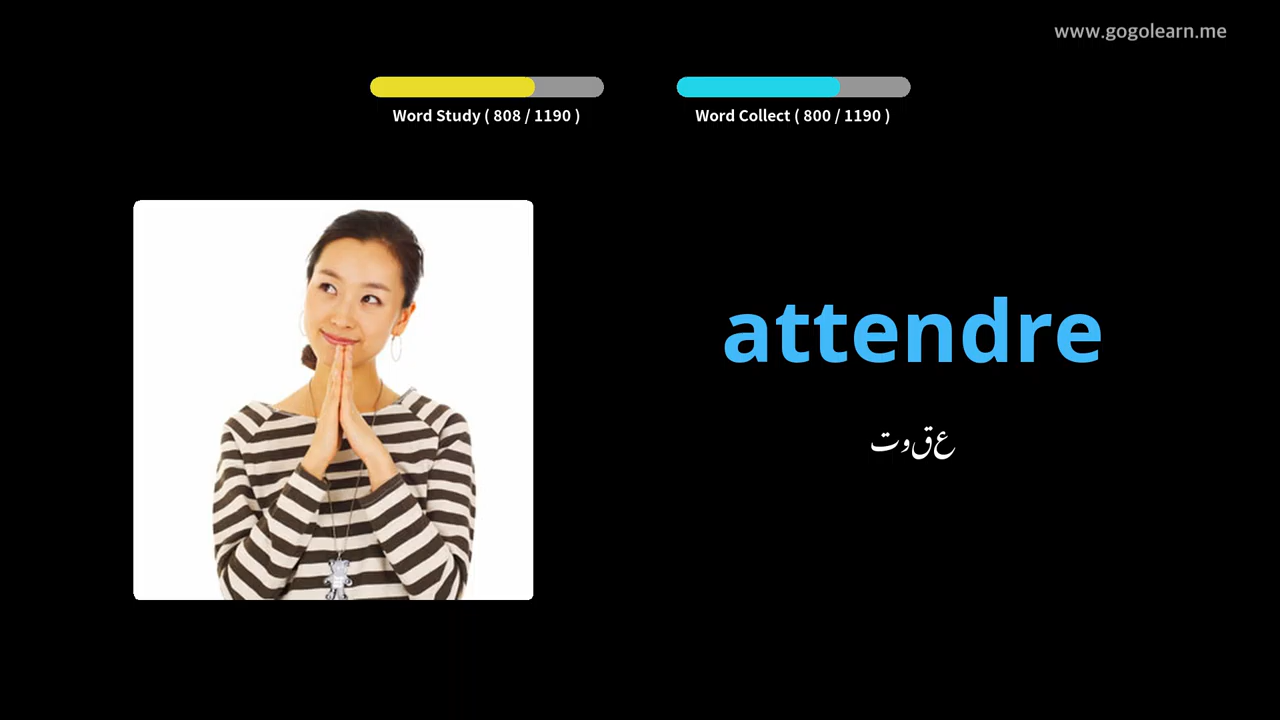 www.gogolearn.me
Word Study ( 808 / 1190 )
Word Collect ( 800 / 1190 )
attendre
عقوت